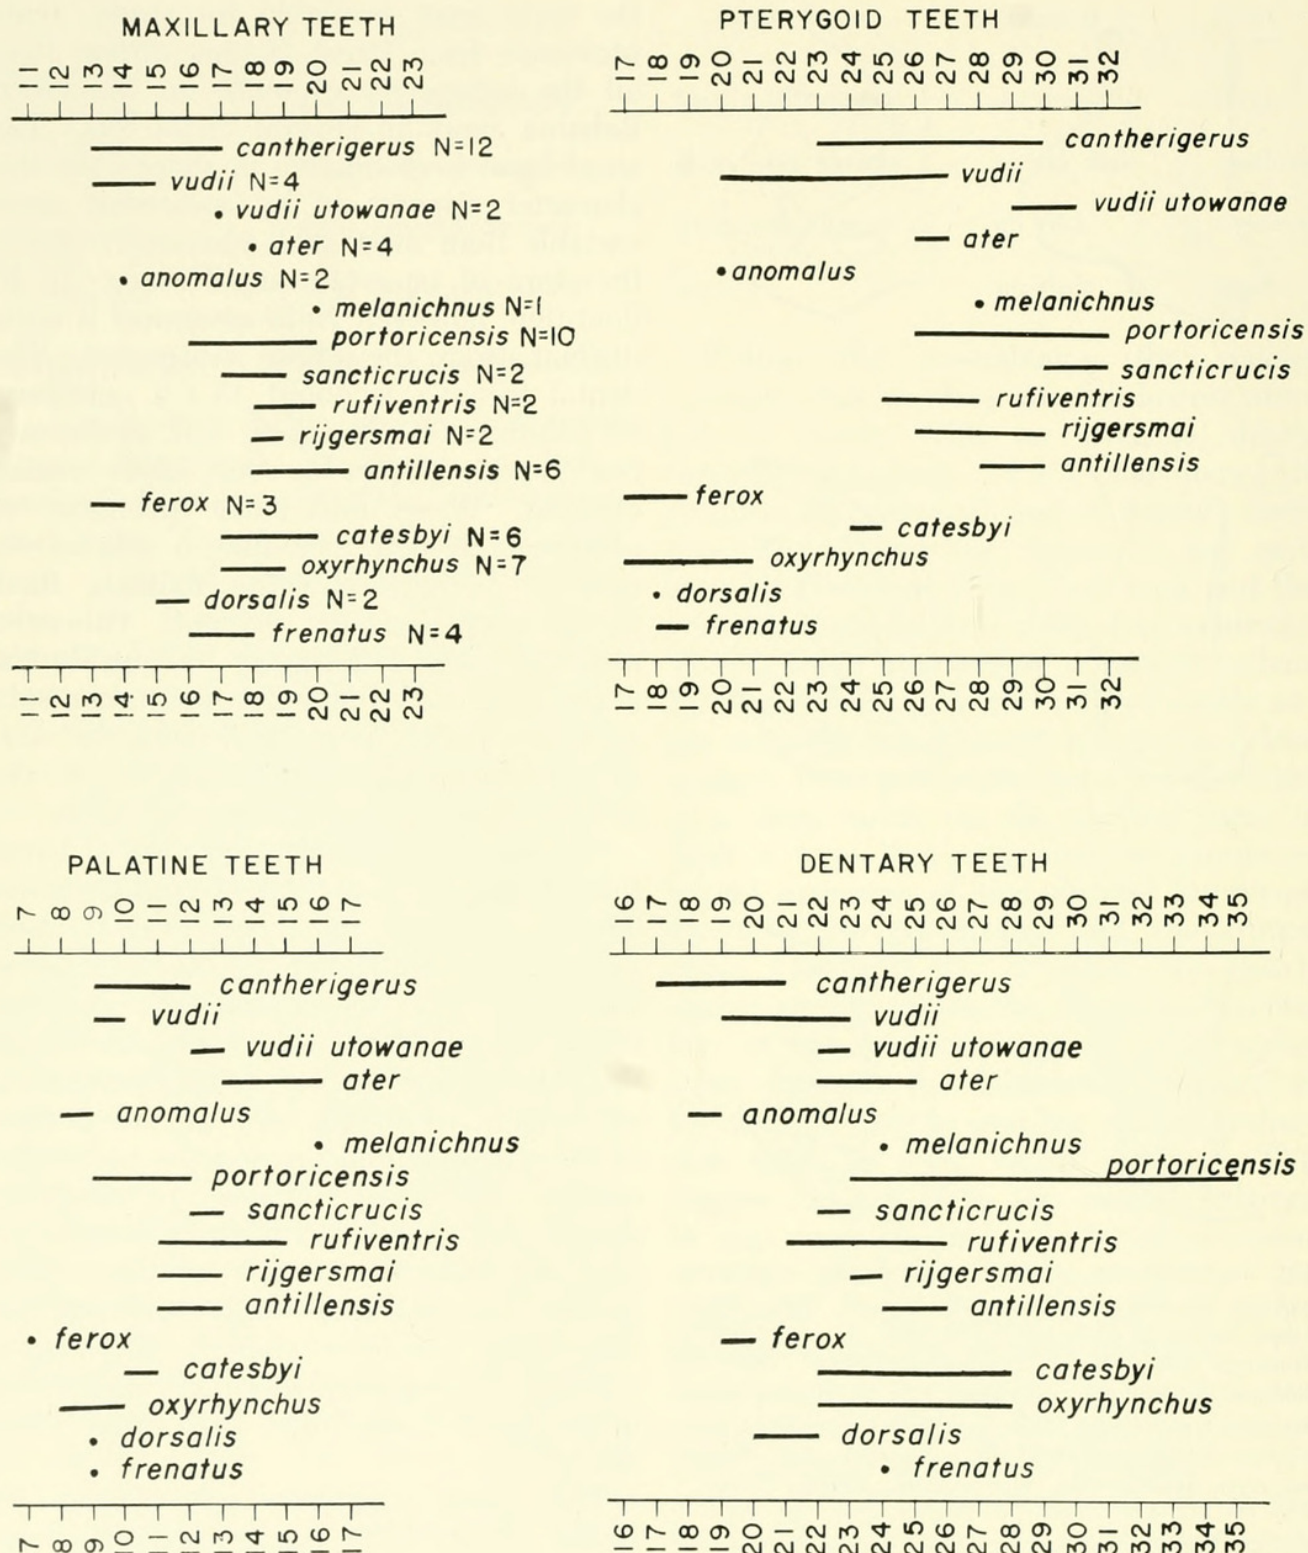 MAXILLARY TEETH
11 12 13 14 15 16 17 18 19 20 21 22 23
cantherigerus N=12
vudii N=4
vudii utowanae N=2
ater N=4
anomalus N=2
melanichnus N=1
portoricensis N=10
sancticrucis N=2
rufiventris N=2
rijgersmai N=2
antillensis N=6
ferox N=3
catesbyi N=6
oxyrhynchus N=7
dorsalis N=2
frenatus N=4
11 12 13 14 15 16 17 18 19 20 21 22 23
PTERYGOID TEETH
17 18 19 20 21 22 23 24 25 26 27 28 29 30 31 32
cantherigerus
vudii
vudii utowanae
ater
anomalus
melanichnus
portoricensis
sancticrucis
rufiventris
rijgersmai
antillensis
ferox
catesbyi
oxyrhynchus
dorsalis
frenatus
17 18 19 20 21 22 23 24 25 26 27 28 29 30 31 32
PALATINE TEETH
7 8 9 10 11 12 13 14 15 16 17
cantherigerus
vudii
vudii utowanae
ater
anomalus
melanichnus
portoricensis
sancticrucis
rufiventris
rijgersmai
antillensis
ferox
catesbyi
oxyrhynchus
dorsalis
frenatus
7 8 9 10 11 12 13 14 15 16 17
DENTARY TEETH
16 17 18 19 20 21 22 23 24 25 26 27 28 29 30 31 32 33 34 35
cantherigerus
vudii
vudii utowanae
ater
anomalus
melanichnus
portoricensis
sancticrucis
rufiventris
rijgersmai
antillensis
ferox
catesbyi
oxyrhynchus
dorsalis
frenatus
16 17 18 19 20 21 22 23 24 25 26 27 28 29 30 31 32 33 34 35